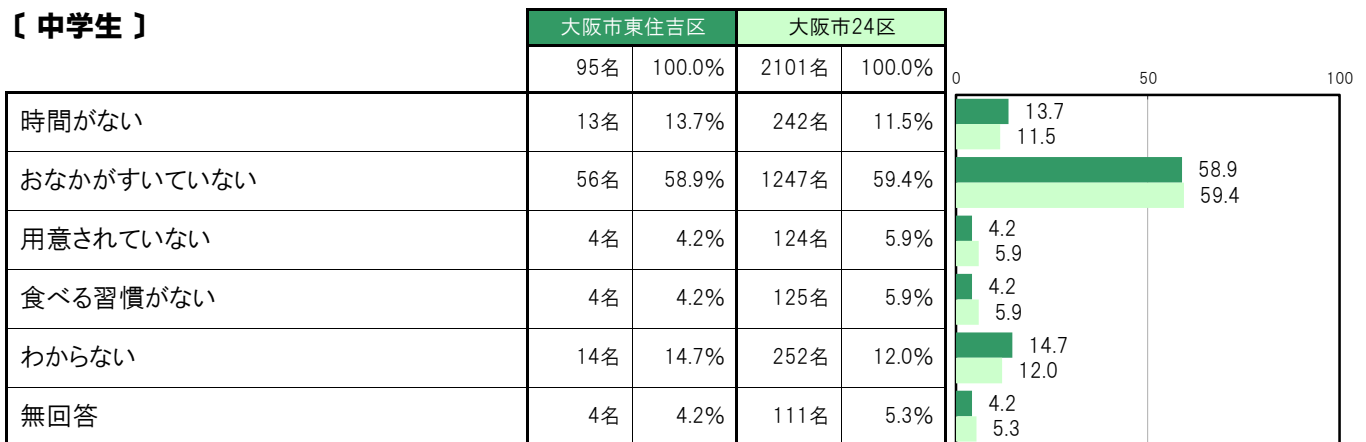 〔 中学生 〕
大阪市東住吉区 大阪市24区
95名 100.0% 2101名 100.0%
0 50 100
時間がない 13名 13.7% 242名 11.5% 13.7
11.5
おなかがすいていない 56名 58.9% 1247名 59.4% 58.9
59.4
用意されていない 4名 4.2% 124名 5.9% 4.2
5.9
食べる習慣がない 4名 4.2% 125名 5.9% 4.2
5.9
わからない 14名 14.7% 252名 12.0% 14.7
12.0
無回答 4名 4.2% 111名 5.3% 4.2
5.3